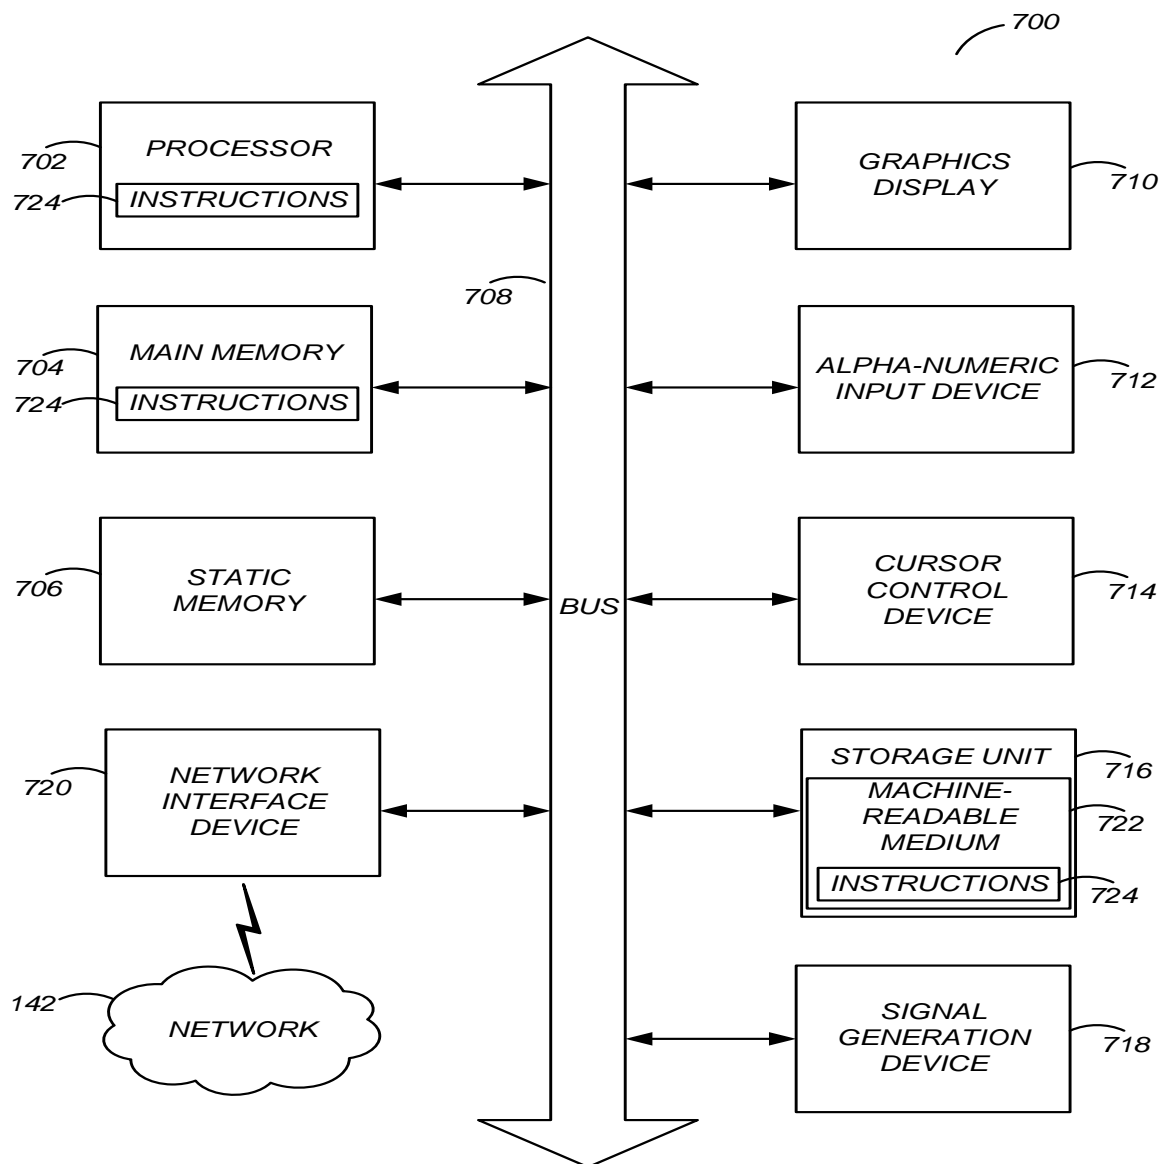 700
702
PROCESSOR
724
INSTRUCTIONS
GRAPHICS
DISPLAY
710
708
704
MAIN MEMORY
724
INSTRUCTIONS
ALPHA-NUMERIC
INPUT DEVICE
712
706
STATIC
MEMORY
BUS
CURSOR
CONTROL
DEVICE
714
720
NETWORK
INTERFACE
DEVICE
STORAGE UNIT
716
MACHINE-
READABLE
MEDIUM
722
INSTRUCTIONS
724
142
NETWORK
SIGNAL
GENERATION
DEVICE
718